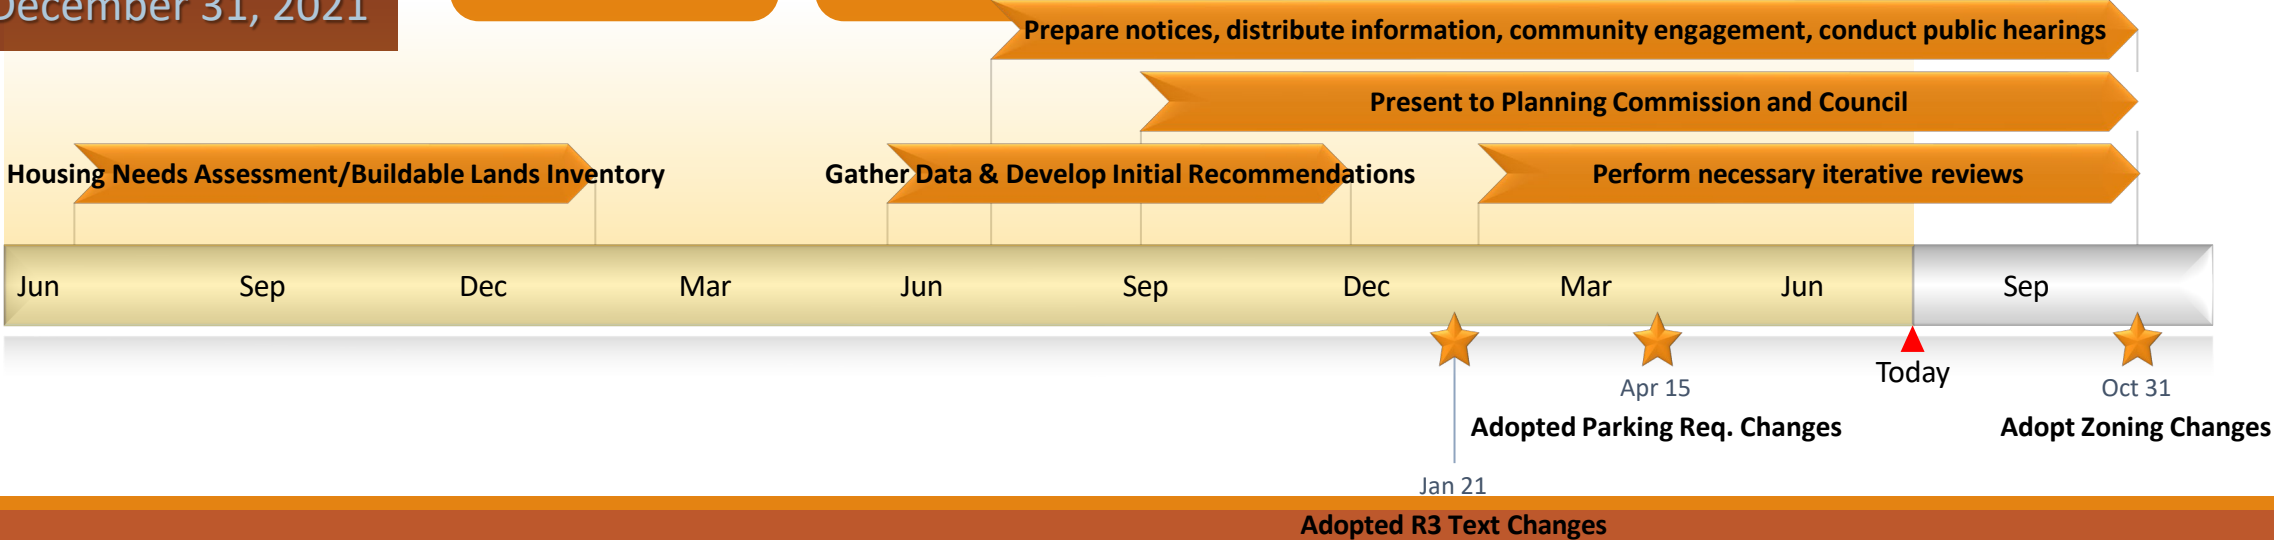 December 31, 2021
Prepare notices, distribute information, community engagement, conduct public hearings
Present to Planning Commission and Council
Housing Needs Assessment/Buildable Lands Inventory
Gather Data & Develop Initial Recommendations
Perform necessary iterative reviews
Jun Sep Dec Mar Jun Sep Dec Mar Jun Sep
Today
Apr 15
Oct 31
Adopted Parking Req. Changes
Adopt Zoning Changes
Jan 21
Adopted R3 Text Changes